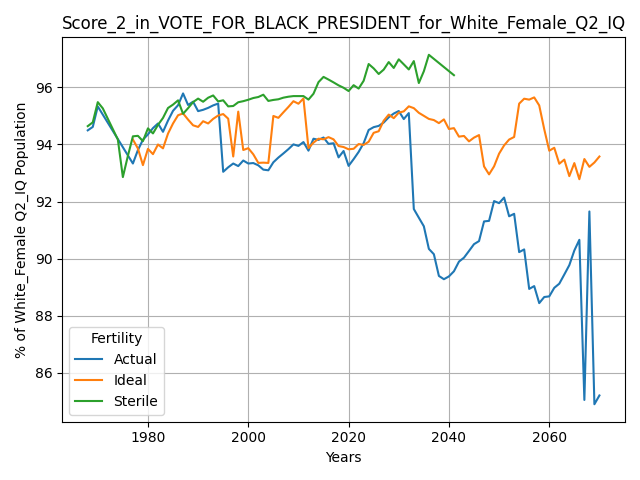 Score_2_in_VOTE_FOR_BLACK_PRESIDENT_for_White_Female_Q2_IQ
% of White_Female Q2_IQ Population
96
94
92
90
88
86
Fertility
Actual
Ideal
Sterile
1980
2000
2020
2040
2060
Years